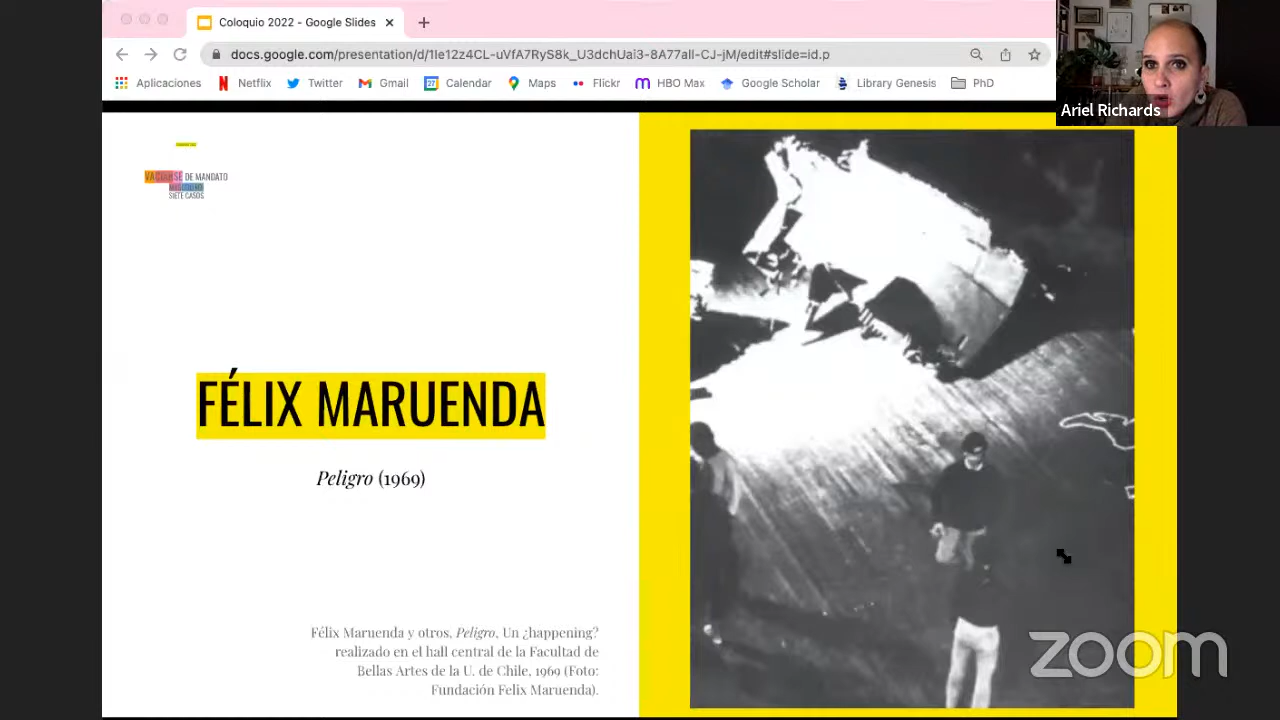 Coloquio 2022 - Google Slides
docs.google.com/presentation/d/1Ie12z4CL-uVfA7RyS8k_U3dchUai3-8A77all-CJ-jM/edit#slide=id.p
Aplicaciones Netflix Twitter Gmail Calendar Maps Flickr HBO Max Google Scholar Library Genesis PhD
Ariel Richards
DE MANDATO
SIETE CASOS
FÉLIX MARUENDA
Peligro (1969)
Félix Maruenda y otros, Peligro, Un ¿happening?
realizado en el hall central de la Facultad de
Bellas Artes de la U. de Chile, 1969 (Foto:
Fundación Felix Maruenda).
zoom